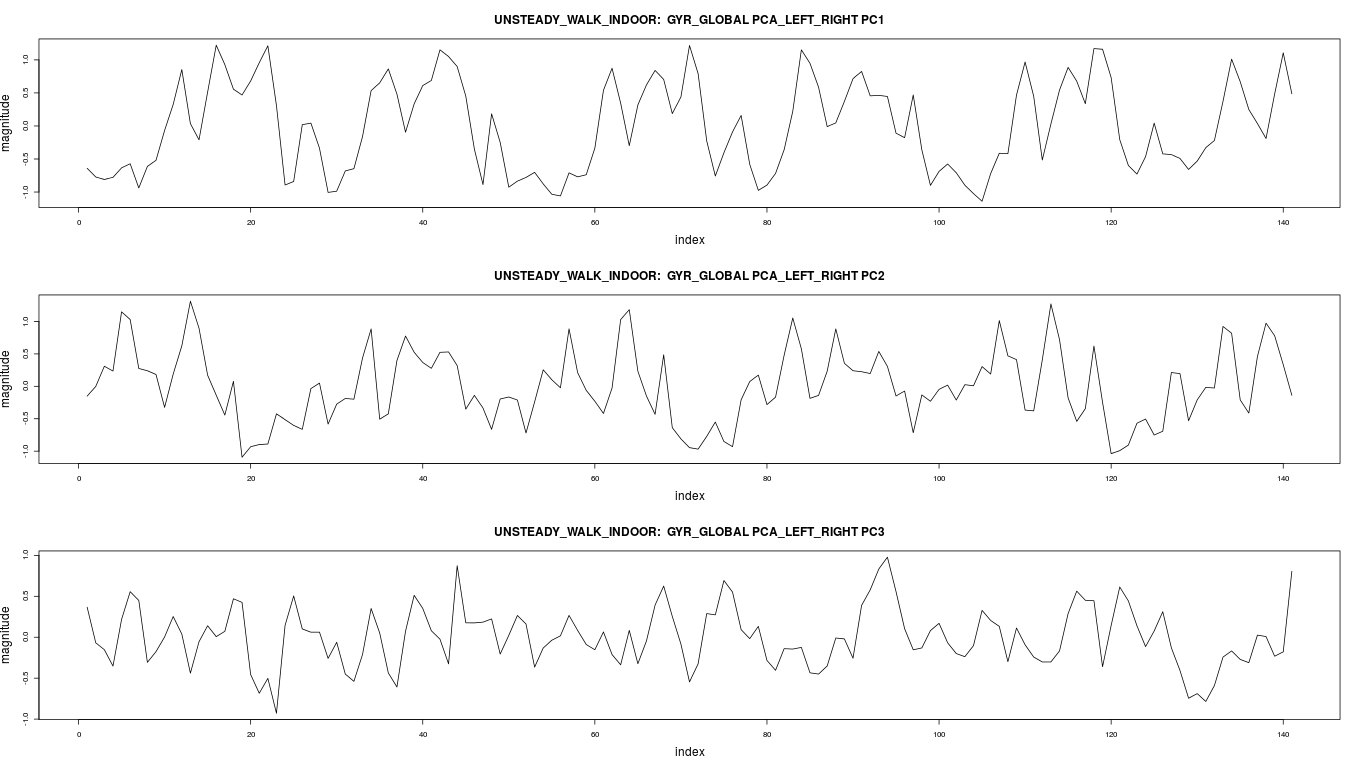 UNSTEADY_WALK_INDOOR: GYR_GLOBAL PCA_LEFT_RIGHT PC1
magnitude
1.0
0.5
0.0
-0.5
-1.0
0 20 40 60 80 100 120 140
index
UNSTEADY_WALK_INDOOR: GYR_GLOBAL PCA_LEFT_RIGHT PC2
magnitude
1.0
0.5
0.0
-0.5
-1.0
0 20 40 60 80 100 120 140
index
UNSTEADY_WALK_INDOOR: GYR_GLOBAL PCA_LEFT_RIGHT PC3
magnitude
1.0
0.5
0.0
-0.5
-1.0
0 20 40 60 80 100 120 140
index